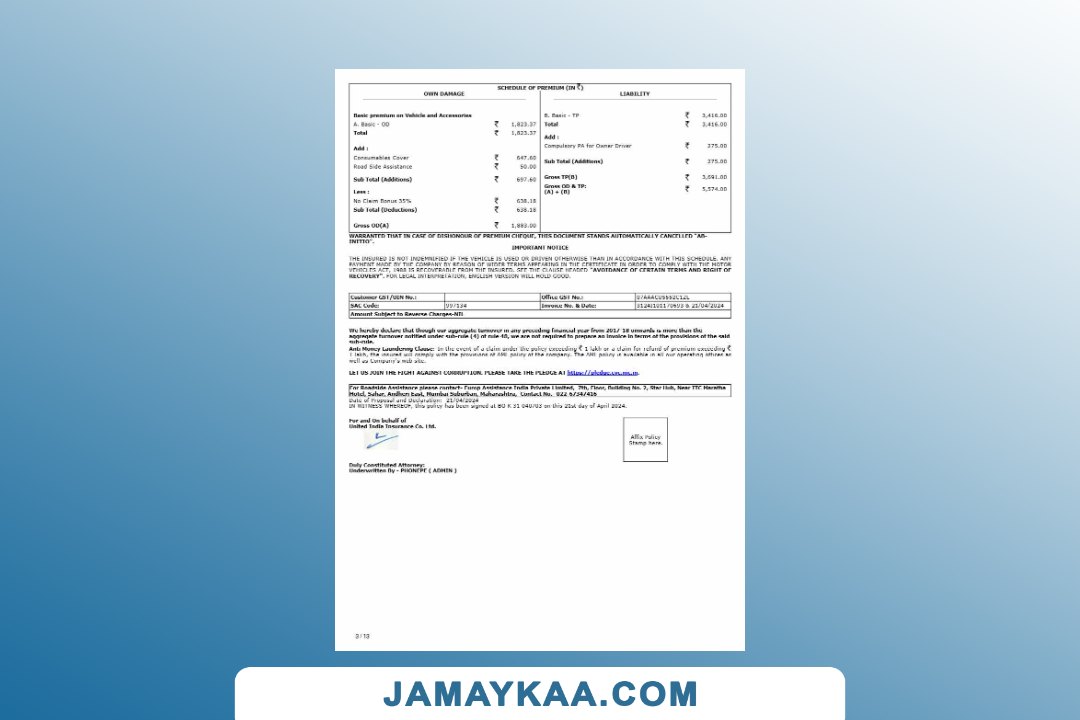 SCHEDULE OF PREMIUM (IN ₹)
OWN DAMAGE
LIABILITY
Basic premium on Vehicle and Accessories
A. Basic - OD ₹ 1,823.37
Total ₹ 1,823.37
Add :
Consumables Cover ₹ 647.60
Road Side Assistance ₹ 50.00
Sub Total (Additions) ₹ 697.60
Less :
No Claim Bonus 35% ₹ 638.18
Sub Total (Deductions) ₹ 638.18
Gross OD(A) ₹ 1,883.00
B. Basic - TP ₹ 3,416.00
Total ₹ 3,416.00
Add :
Compulsory PA for Owner Driver ₹ 275.00
Sub Total (Additions) ₹ 275.00
Gross TP(B) ₹ 3,691.00
Gross OD & TP: ₹ 5,574.00
(A) + (B)
WARRANTED THAT IN CASE OF DISHONOUR OF PREMIUM CHEQUE, THIS DOCUMENT STANDS AUTOMATICALLY CANCELLED "AB-
INITIO".
IMPORTANT NOTICE
THE INSURED IS NOT INDEMNIFIED IF THE VEHICLE IS USED OR DRIVEN OTHERWISE THAN IN ACCORDANCE WITH THIS SCHEDULE. ANY
PAYMENT MADE BY THE COMPANY BY REASON OF WIDER TERMS APPEARING IN THE CERTIFICATE IN ORDER TO COMPLY WITH THE MOTOR
VEHICLES ACT, 1988 IS RECOVERABLE FROM THE INSURED. SEE THE CLAUSE HEADED "AVOIDANCE OF CERTAIN TERMS AND RIGHT OF
RECOVERY". FOR LEGAL INTERPRETATION, ENGLISH VERSION WILL HOLD GOOD.
Customer GST/UIN No.: Office GST No.:
SAC Code: 997134 Invoice No. & Date: & 21/04/2024
Amount Subject to Reverse Charges-NIL
We hereby declare that though our aggregate turnover in any preceding financial year from 2017-18 onwards is more than the
aggregate turnover notified under sub-rule (4) of rule 48, we are not required to prepare an invoice in terms of the provisions of the said
sub-rule.
Anti Money Laundering Clause: In the event of a claim under the policy exceeding ₹ 1 lakh or a claim for refund of premium exceeding ₹
1 lakh, the insured will comply with the provisions of AML policy of the company. The AML policy is available in all our operating offices as
well as Company's web site.
LET US JOIN THE FIGHT AGAINST CORRUPTION. PLEASE TAKE THE PLEDGE AT https://pledge.cvc.nic.in.
For Roadside Assistance please contact- Europ Assistance India Private Limited, 7th, Floor, Building No. 2, Star Hub, Near ITC Maratha
Hotel, Sahar, Andheri East, Mumbai Suburban, Maharashtra, Contact No. 022 67347416
Date of Proposal and Declaration: 21/04/2024
IN WITNESS WHEREOF, this policy has been signed at BO K 31 040703 on this 21st day of April 2024.
For and On behalf of
United India Insurance Co. Ltd.
Affix Policy
Stamp here.
Duly Constituted Attorney:
Underwritten By - PHONEPE ( ADMIN )
3 / 13
JAMAYKAA.COM